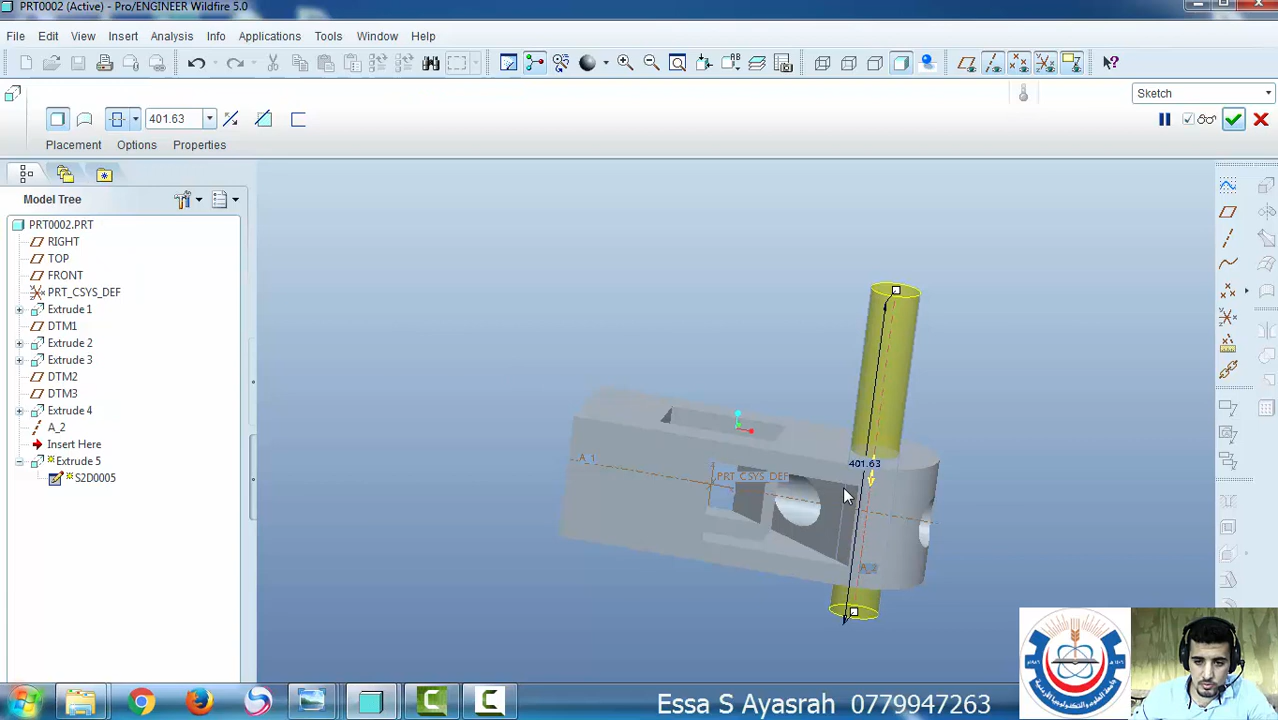 PRT0002 (Active) - Pro/ENGINEER Wildfire 5.0
File Edit View Insert Analysis Info Applications Tools Window Help
Sketch
401.63
Placement Options Properties
Model Tree
PRT0002.PRT
RIGHT
TOP
FRONT
PRT_CSYS_DEF
Extrude 1
DTM1
Extrude 2
Extrude 3
DTM2
DTM3
Extrude 4
A_2
Insert Here
Extrude 5
S2D0005
401.63
A_1
PRT_CSYS_DEF
A_2
Essa S Ayasrah 0779947263